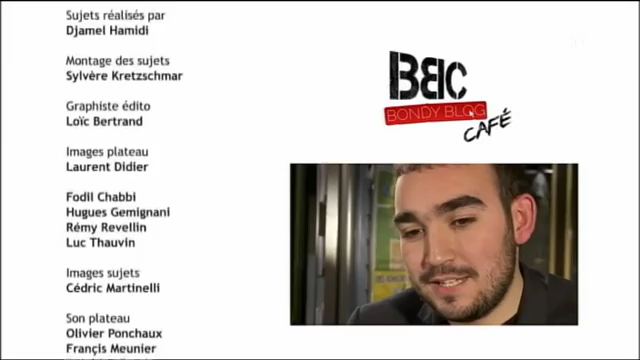 Sujets réalisés par
Djamel Hamidi
Montage des sujets
Sylvère Kretzschmar
Graphiste édito
Loïc Bertrand
Images plateau
Laurent Didier
Fodil Chabbi
Hugues Gemignani
Rémy Revellin
Luc Thauvin
Images sujets
Cédric Martinelli
Son plateau
Olivier Ponchaux
Françis Meunier
BBC
BONDY BLOG
CAFÉ